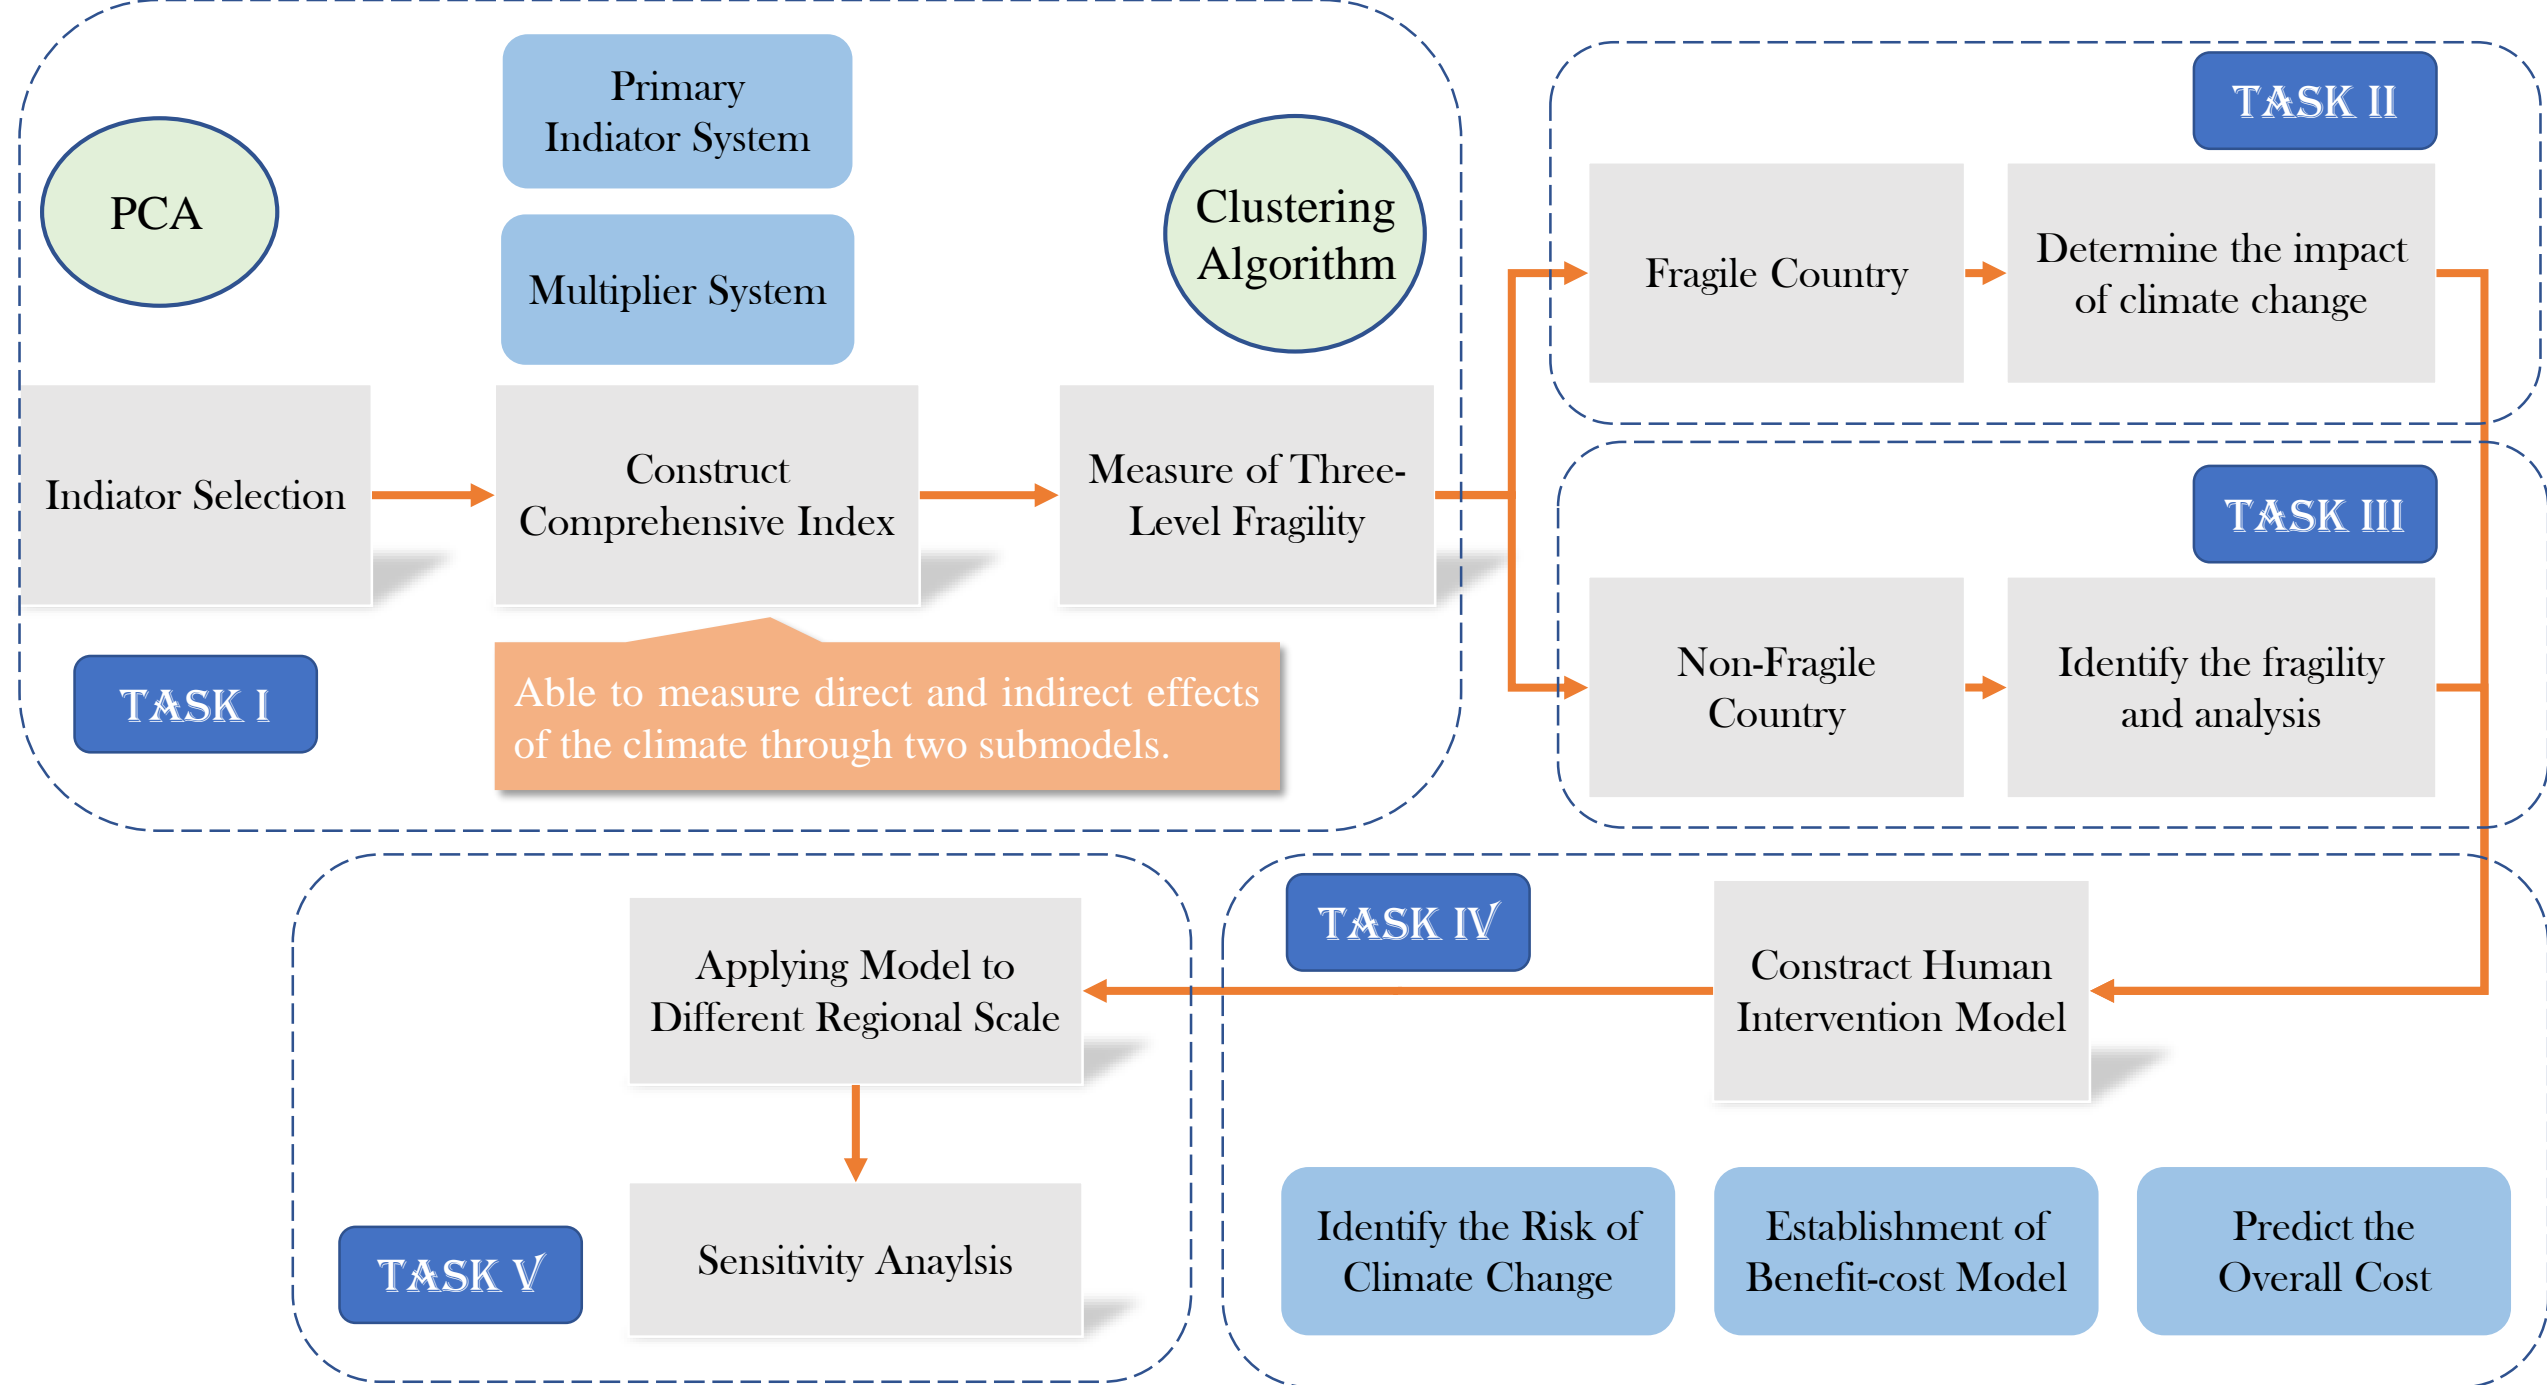 PCA
Primary
Indiator System
Multiplier System
Clustering
Algorithm
Indiator Selection
Construct
Comprehensive Index
Measure of Three-
Level Fragility
TASK I
Able to measure direct and indirect effects
of the climate through two submodels.
TASK II
Fragile Country
Determine the impact
of climate change
TASK III
Non-Fragile
Country
Identify the fragility
and analysis
TASK IV
Constract Human
Intervention Model
Identify the Risk of
Climate Change
Establishment of
Benefit-cost Model
Predict the
Overall Cost
Applying Model to
Different Regional Scale
Sensitivity Anaylsis
TASK V